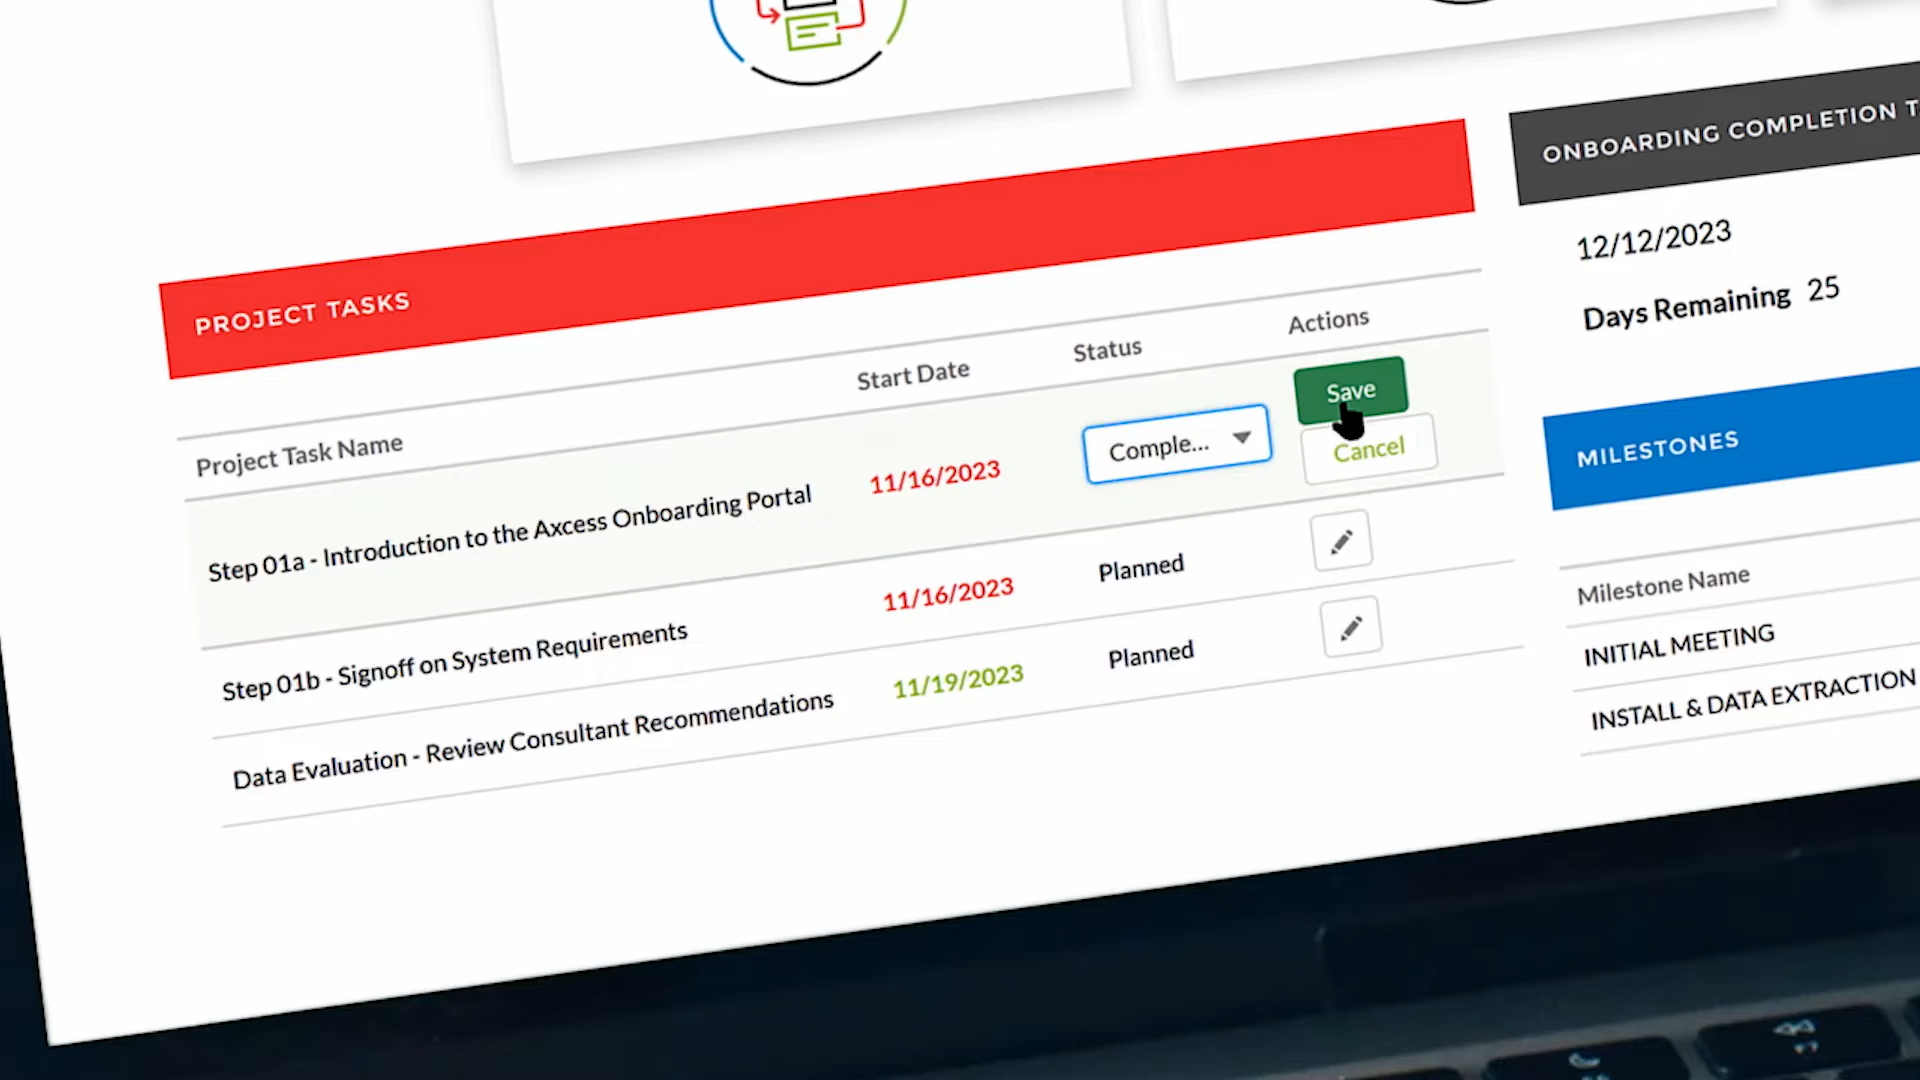 PROJECT TASKS
Project Task Name Start Date Status Actions
Step 01a - Introduction to the Axcess Onboarding Portal 11/16/2023 Comple... Save
Cancel
Step 01b - Signoff on System Requirements 11/16/2023 Planned
Data Evaluation - Review Consultant Recommendations 11/19/2023 Planned
ONBOARDING COMPLETION T
12/12/2023
Days Remaining 25
MILESTONES
Milestone Name
INITIAL MEETING
INSTALL & DATA EXTRACTION